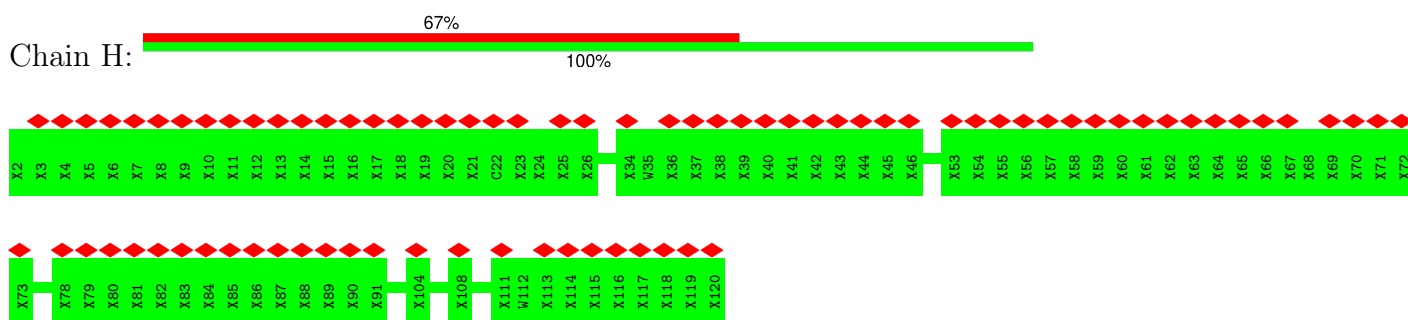 67%
Chain H:
100%
X2 X3 X4 X5 X6 X7 X8 X9 X10 X11 X12 X13 X14 X15 X16 X17 X18 X19 X20 X21 C22 X23 X24 X25 X26 X34 W35 X36 X37 X38 X39 X40 X41 X42 X43 X44 X45 X46 X53 X54 X55 X56 X57 X58 X59 X60 X61 X62 X63 X64 X65 X66 X67 X68 X69 X70 X71 X72
X73 X78 X79 X80 X81 X82 X83 X84 X85 X86 X87 X88 X89 X90 X91 X104 X108 X111 W112 X113 X114 X115 X116 X117 X118 X119 X120